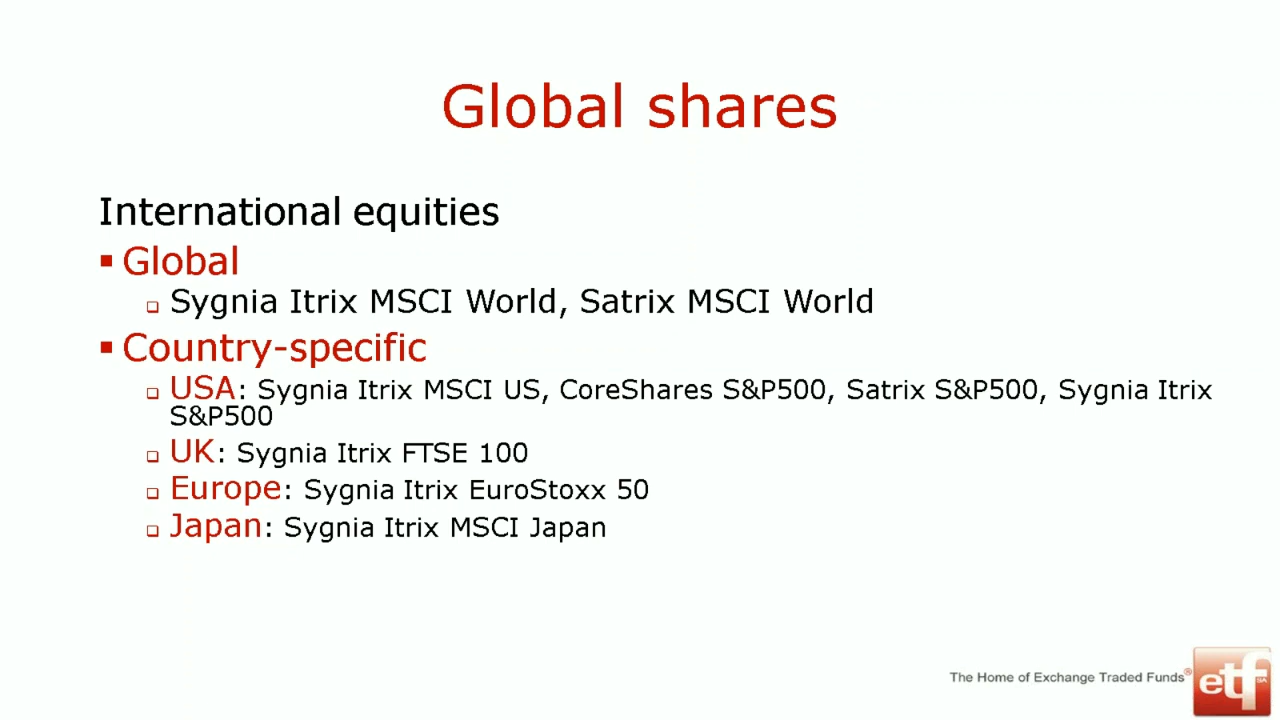 Global shares
International equities
▪ Global
❑ Sygnia Itrix MSCI World, Satrix MSCI World
▪ Country-specific
❑ USA: Sygnia Itrix MSCI US, CoreShares S&P500, Satrix S&P500, Sygnia Itrix
S&P500
❑ UK: Sygnia Itrix FTSE 100
❑ Europe: Sygnia Itrix EuroStoxx 50
❑ Japan: Sygnia Itrix MSCI Japan
The Home of Exchange Traded Funds®
etfSA